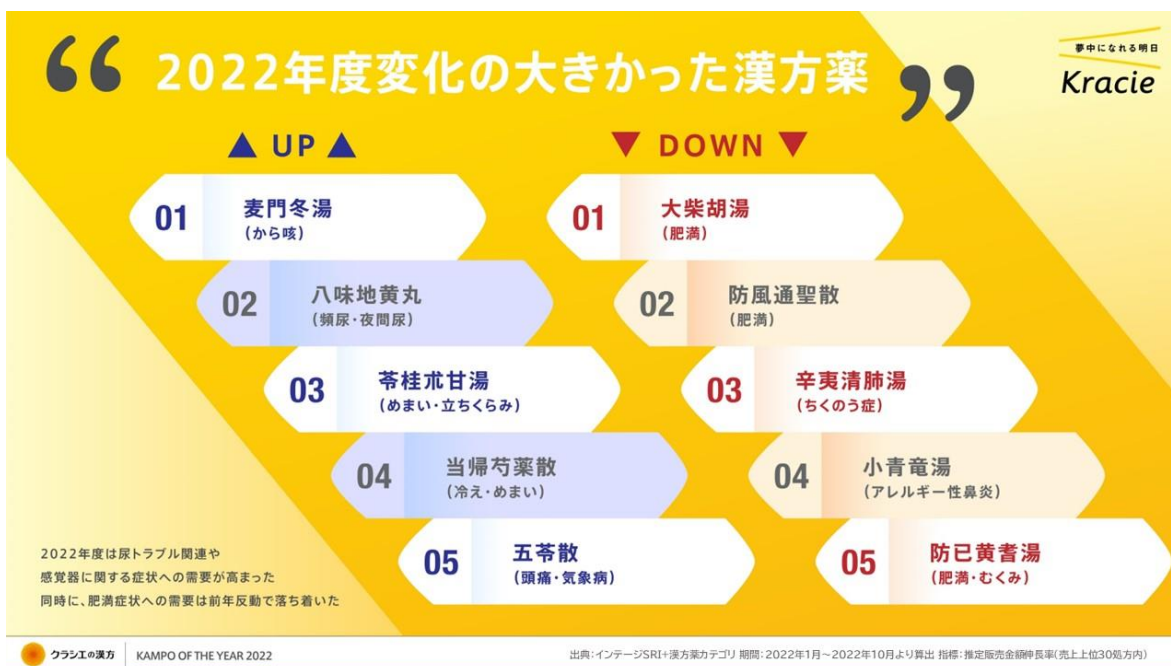 “ 2022年度変化の大きかった漢方薬 ”
夢中になれる明日
Kracie
▲ UP ▲
01
麦門冬湯
(から咳)
02
八味地黄丸
(頻尿・夜間尿)
03
苓桂朮甘湯
(めまい・立ちくらみ)
04
当帰芍薬散
(冷え・めまい)
05
五苓散
(頭痛・気象病)
▼ DOWN ▼
01
大柴胡湯
(肥満)
02
防風通聖散
(肥満)
03
辛夷清肺湯
(ちくのう症)
04
小青竜湯
(アレルギー性鼻炎)
05
防已黄耆湯
(肥満・むくみ)
2022年度は尿トラブル関連や
感覚器に関する症状への需要が高まった
同時に、肥満症状への需要は前年反動で落ち着いた
クラシエの漢方
KAMPO OF THE YEAR 2022
出典:インテージSRI+漢方薬カテゴリ 期間:2022年1月～2022年10月より算出 指標:推定販売金額伸長率(売上上位30処方内)